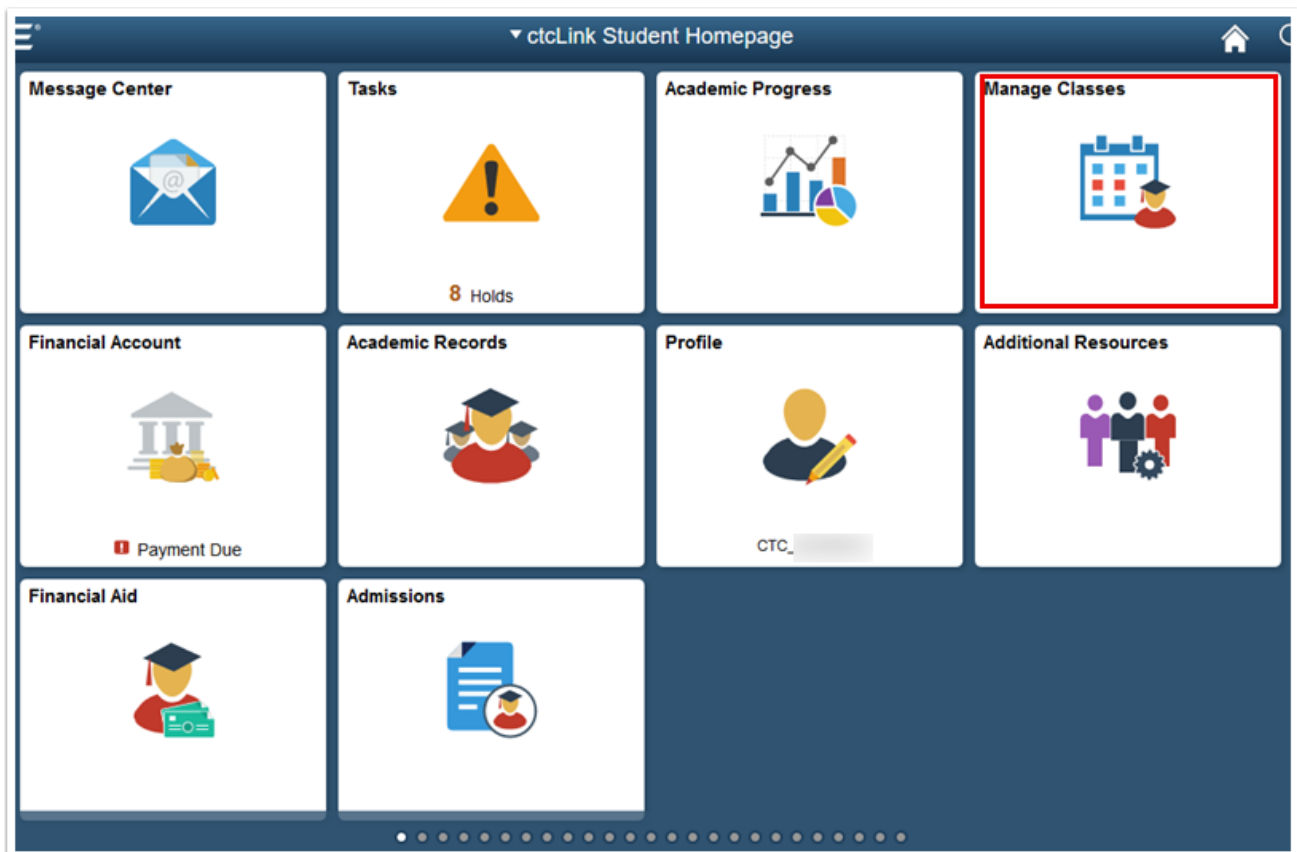 ▼ ctcLink Student Homepage
Message Center
Tasks
Academic Progress
Manage Classes
@
8 Holds
Financial Account
Academic Records
Profile
Additional Resources
Payment Due
CTC_
Financial Aid
Admissions